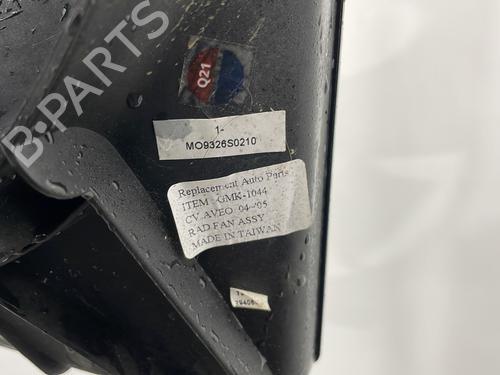 B-PARTS
Q21
1-
MO9326S0210
Replacement Auto Parts
ITEM : GMK-1044
CV.AVEO 04~05
RAD FAN ASSY
MADE IN TAIWAN